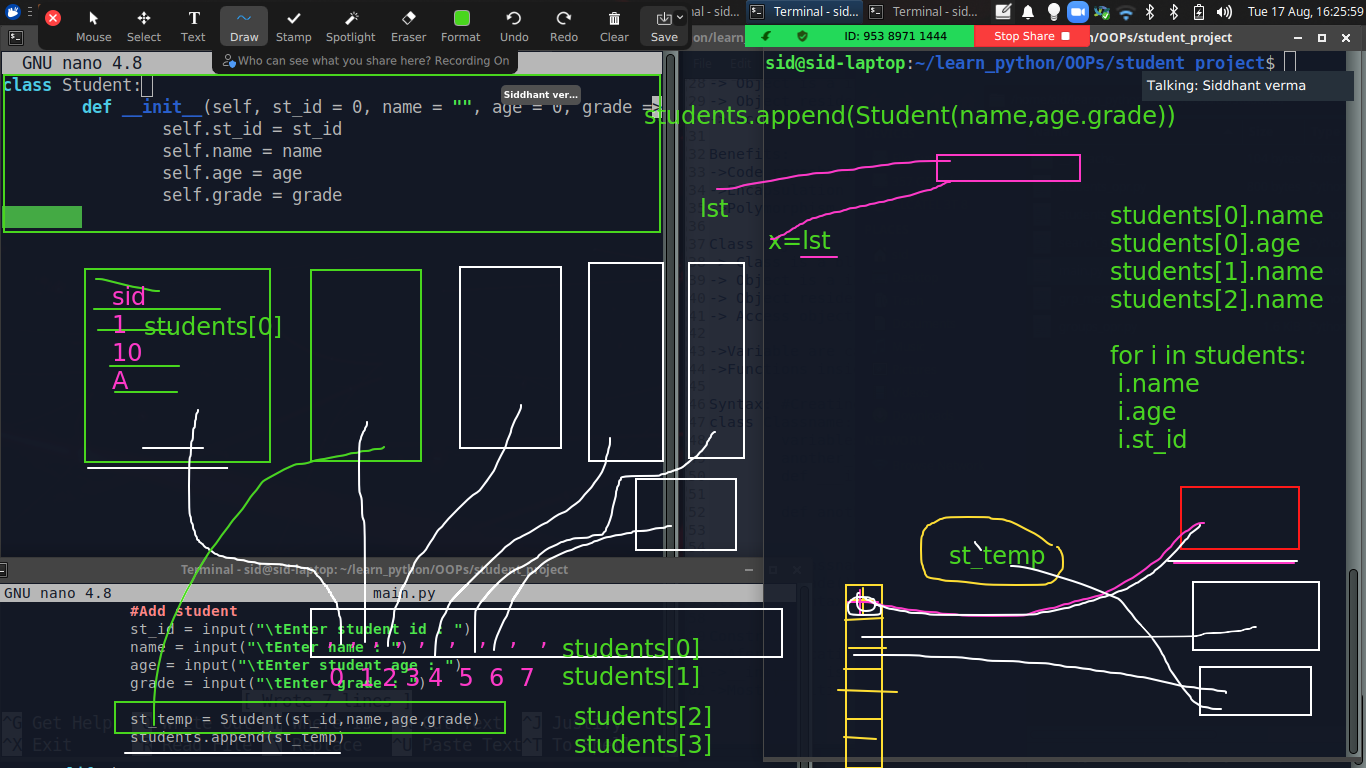 Terminal - sid@sid-laptop:...
Terminal - sid...
Tue 17 Aug, 16:25:59
Mouse
Select
Text
Draw
Stamp
Spotlight
Eraser
Format
Undo
Redo
Clear
Save
ID: 953 8971 1444
Stop Share
/OOPs/student_project
Who can see what you share here? Recording On
GNU nano 4.8
sid@sid-laptop:~/learn_python/OOPs/student_project$
Talking: Siddhant verma
Siddhant ver...
class Student:
def __init__(self, st_id = 0, name = "", age = 0, grade =>
self.st_id = st_id
self.name = name
self.age = age
self.grade = grade
students.append(Student(name,age.grade))
lst
x=lst
students[0].name
students[0].age
students[1].name
students[2].name
for i in students:
i.name
i.age
i.st_id
sid
1
10
A
students[0]
st_temp
Terminal - sid@sid-laptop: ~/learn_python/OOPs/student_project
GNU nano 4.8
main.py
#Add student
st_id = input("\tEnter student id : ")
name = input("\tEnter name : ")
age = input("\tEnter student age : ")
grade = input("\tEnter grade : ")
, , , , , , , ,
0 1 2 3 4 5 6 7
students[0]
students[1]
[ Wrote 7 lines ]
st_temp = Student(st_id,name,age,grade)
students.append(st_temp)
students[2]
students[3]
^G Get Help
^X Exit
^R Read File
^\ Replace
^U Paste Text